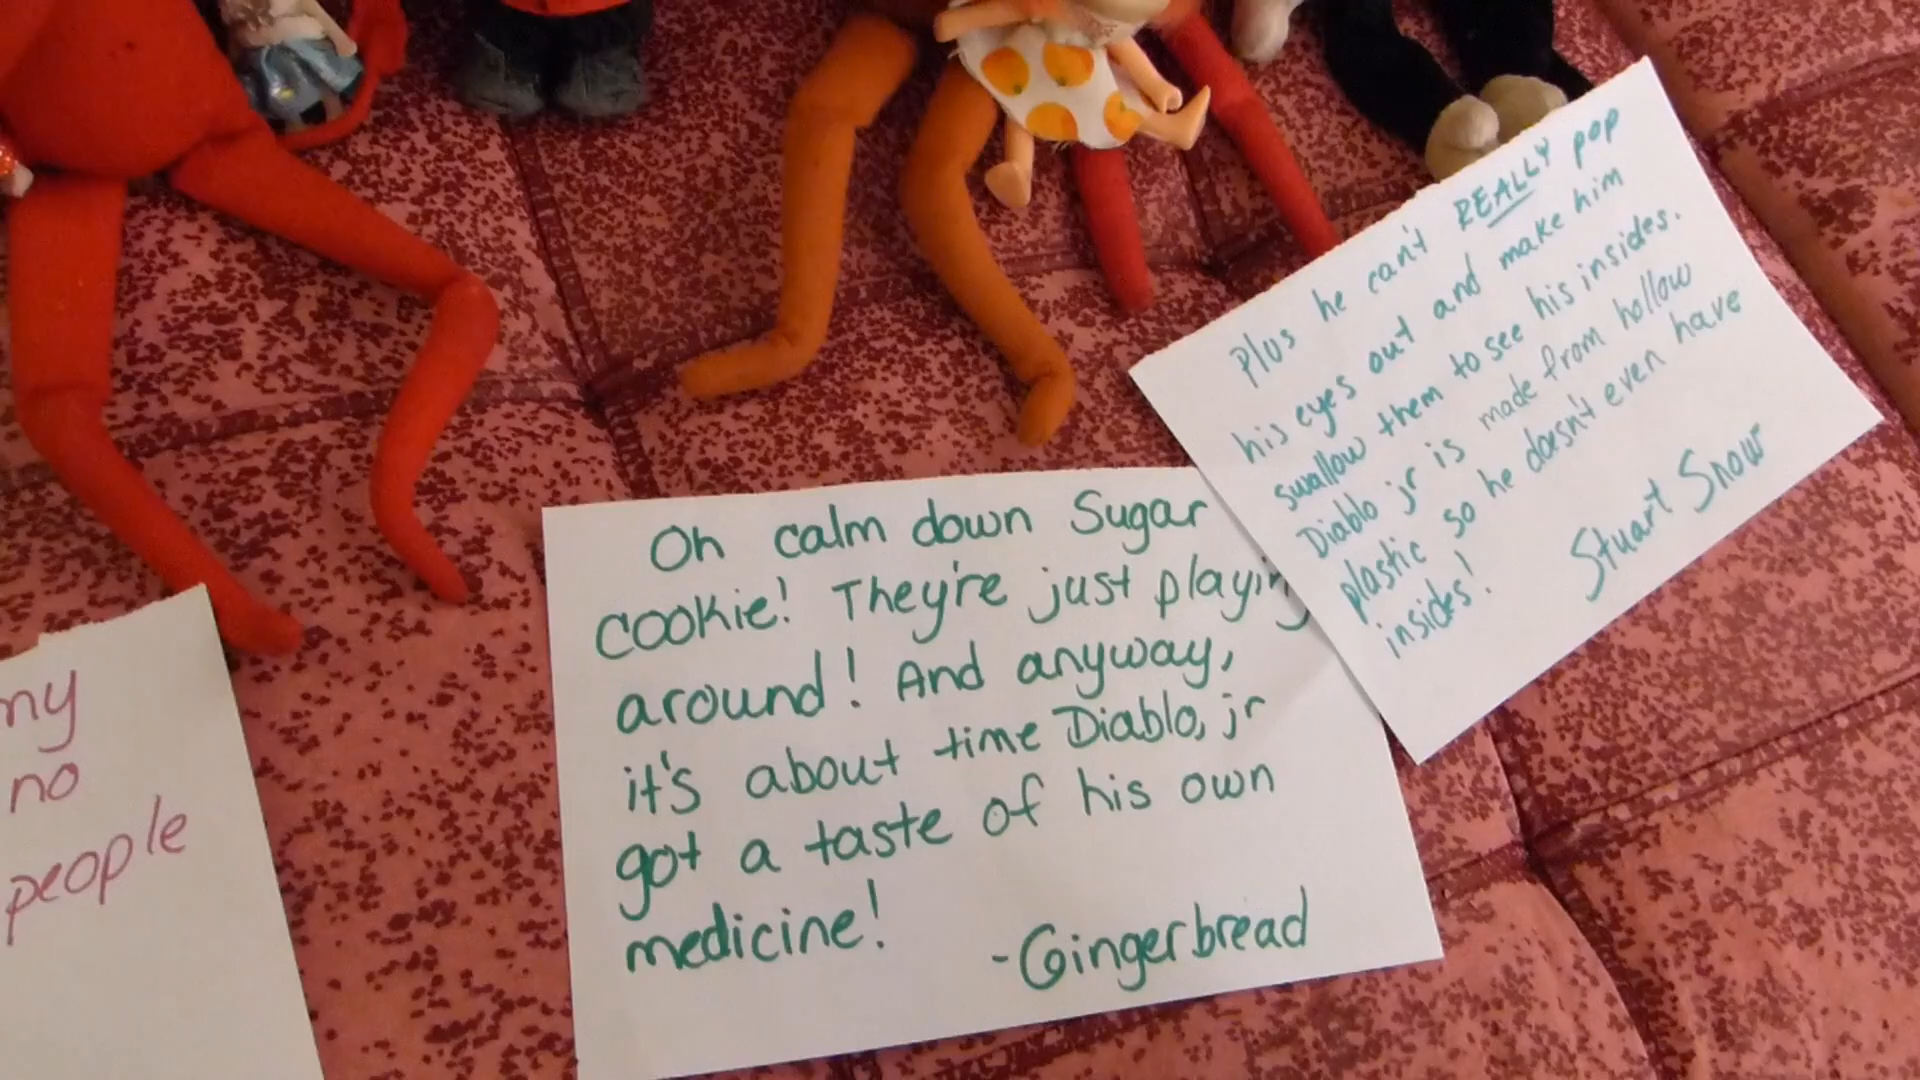 my
no
people
Oh calm down Sugar
cookie! They're just playing
around! And anyway,
it's about time Diablo, jr
got a taste of his own
medicine!
-Gingerbread
Plus he can't REALLY pop
his eyes out and make him
swallow them to see his insides.
Diablo jr is made from hollow
plastic so he doesn't even have
insides!
Stuart Snow